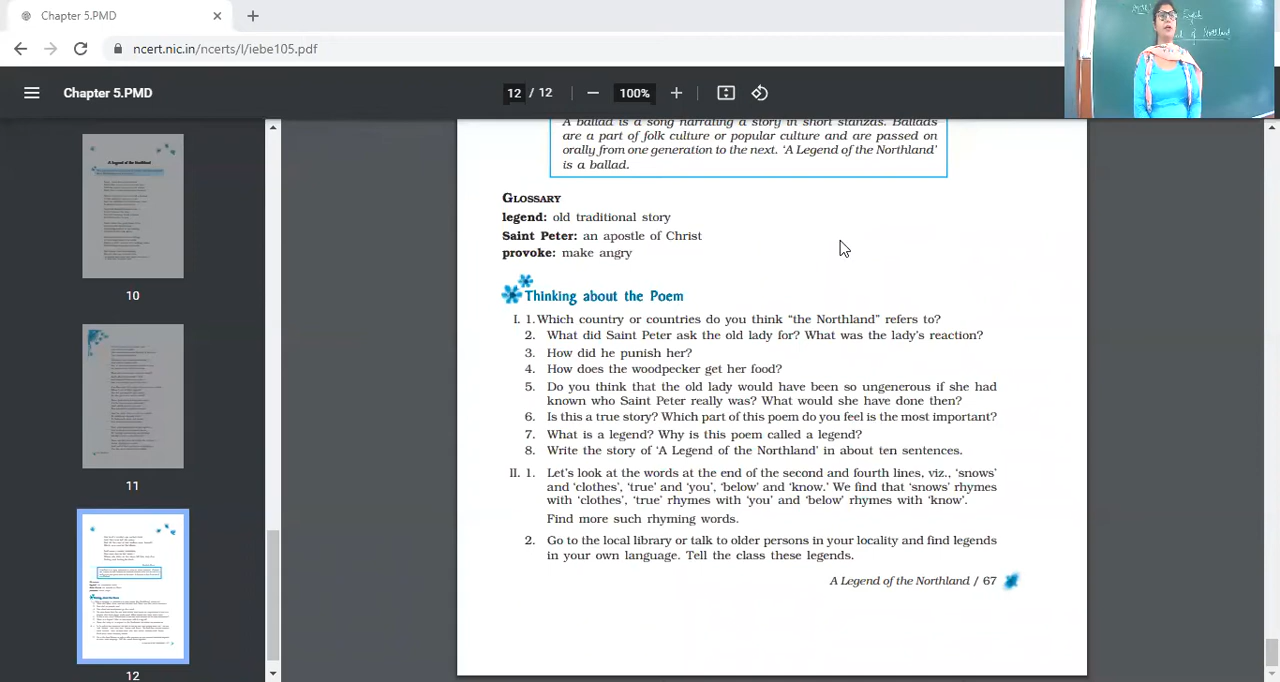 Chapter 5.PMD
ncert.nic.in/ncerts/l/iebe105.pdf
Chapter 5.PMD
12 / 12
100%
English
of Northland
A Legend of the Northland
10
11
12
A ballad is a song narrating a story in short stanzas. Ballads
are a part of folk culture or popular culture and are passed on
orally from one generation to the next. ‘A Legend of the Northland’
is a ballad.
GLOSSARY
legend: old traditional story
Saint Peter: an apostle of Christ
provoke: make angry
Thinking about the Poem
I. 1. Which country or countries do you think “the Northland” refers to?
2. What did Saint Peter ask the old lady for? What was the lady’s reaction?
3. How did he punish her?
4. How does the woodpecker get her food?
5. Do you think that the old lady would have been so ungenerous if she had
known who Saint Peter really was? What would she have done then?
6. Is this a true story? Which part of this poem do you feel is the most important?
7. What is a legend? Why is this poem called a legend?
8. Write the story of ‘A Legend of the Northland’ in about ten sentences.
II. 1. Let’s look at the words at the end of the second and fourth lines, viz., ‘snows’
and ‘clothes’, ‘true’ and ‘you’, ‘below’ and ‘know.’ We find that ‘snows’ rhymes
with ‘clothes’, ‘true’ rhymes with ‘you’ and ‘below’ rhymes with ‘know’.
Find more such rhyming words.
2. Go to the local library or talk to older persons in your locality and find legends
in your own language. Tell the class these legends.
A Legend of the Northland / 67